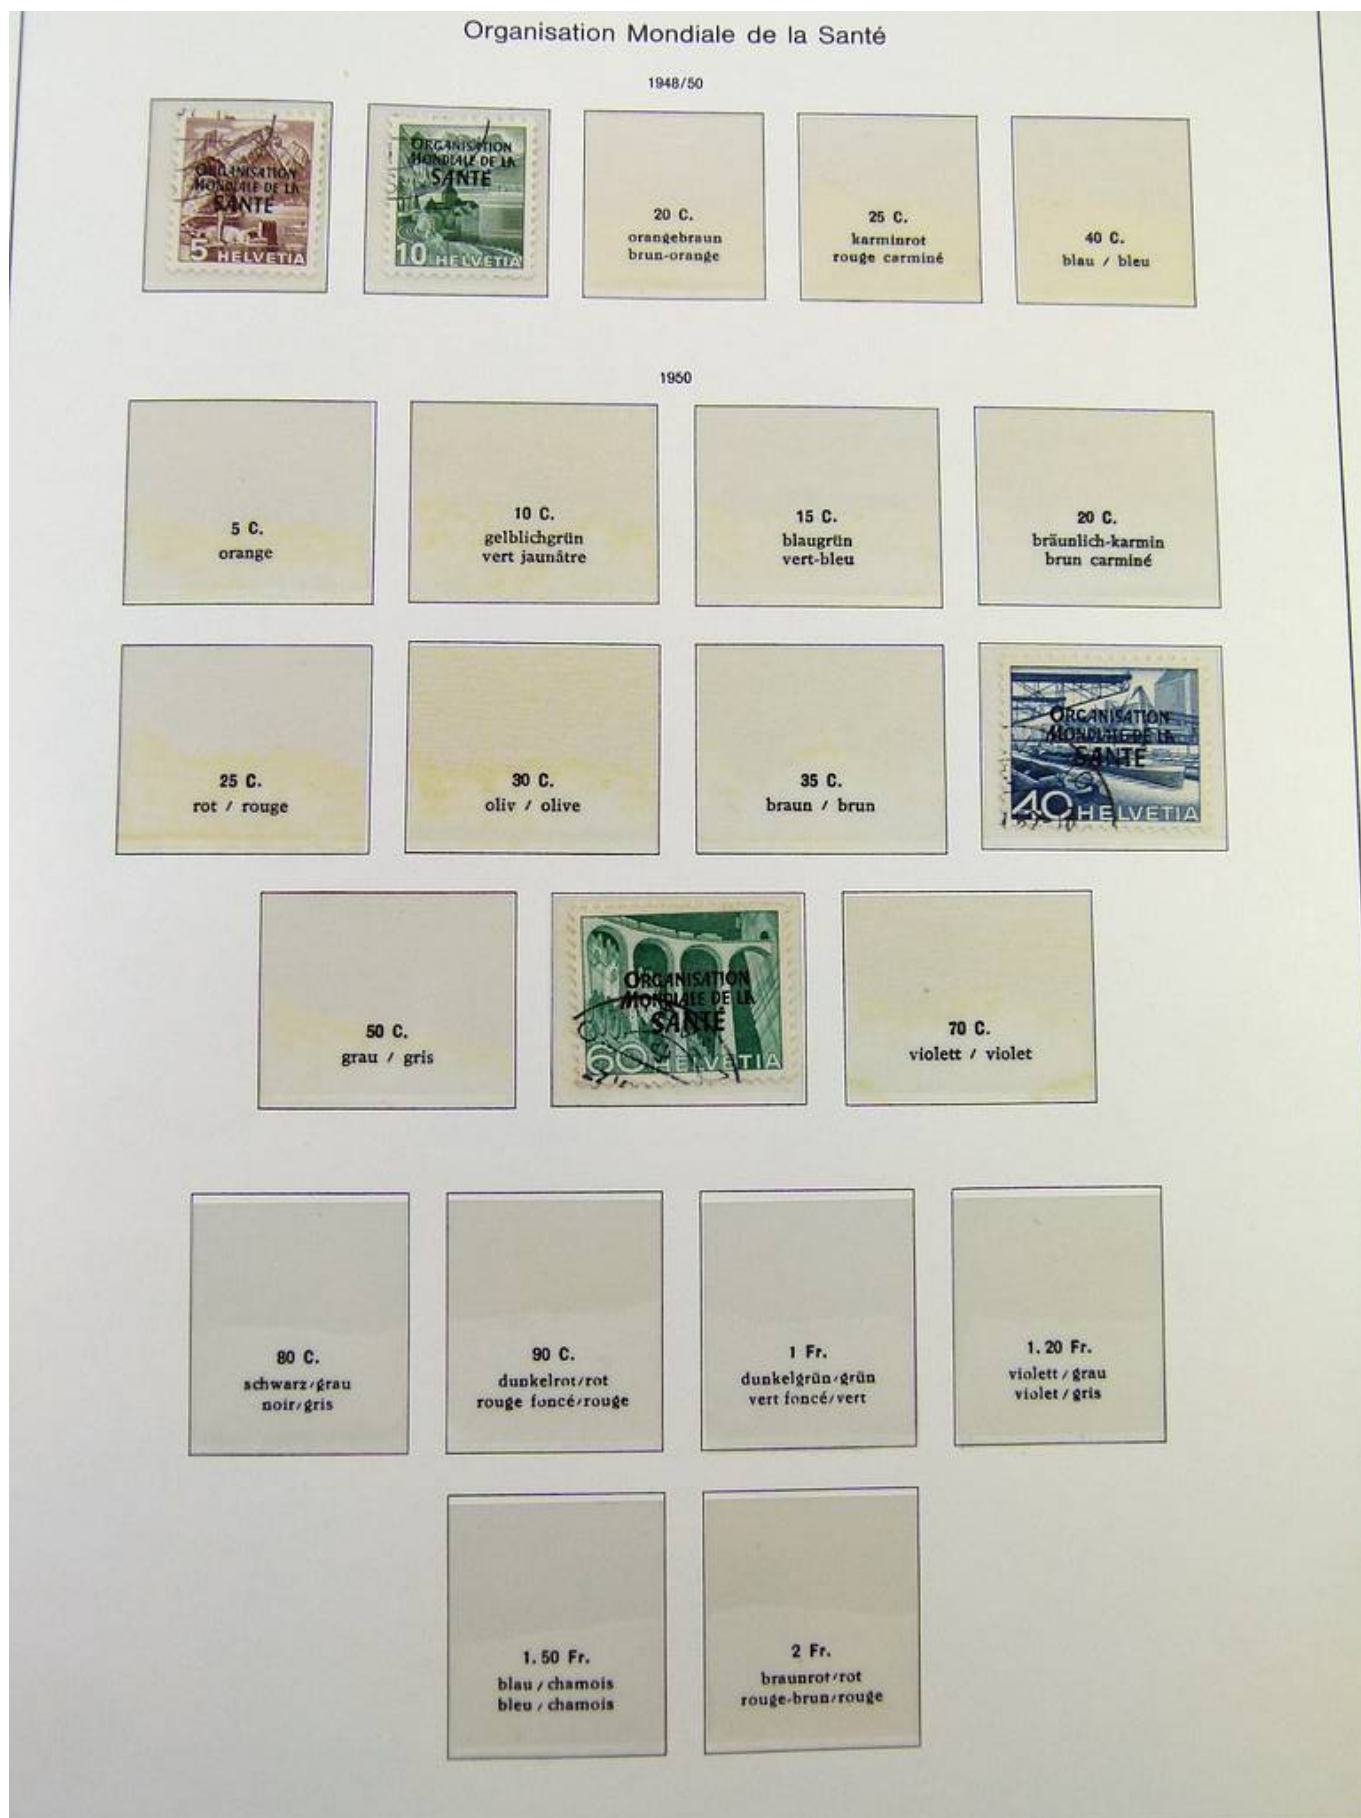 Organisation Mondiale de la Santé
1948/50
ORGANISATION
MONDIALE DE LA
SANTE
5 HELVETIA
ORGANISATION
MONDIALE DE LA
SANTE
10 HELVETIA
20 C.
orangebraun
brun-orange
25 C.
karminrot
rouge carminé
40 C.
blau / bleu
1950
5 C.
orange
10 C.
gelblichgrün
vert jaunâtre
15 C.
blaugrün
vert-bleu
20 C.
bräunlich-karmin
brun carminé
25 C.
rot / rouge
30 C.
oliv / olive
35 C.
braun / brun
ORGANISATION
MONDIALE DE LA
SANTÉ
40 HELVETIA
50 C.
grau / gris
ORGANISATION
MONDIALE DE LA
SANTÉ
60 HELVETIA
70 C.
violett / violet
80 C.
schwarz/grau
noir/gris
90 C.
dunkelrot/rot
rouge foncé/rouge
1 Fr.
dunkelgrün/grün
vert foncé/vert
1.20 Fr.
violett / grau
violet / gris
1.50 Fr.
blau / chamois
bleu / chamois
2 Fr.
braunrot/rot
rouge-brun/rouge